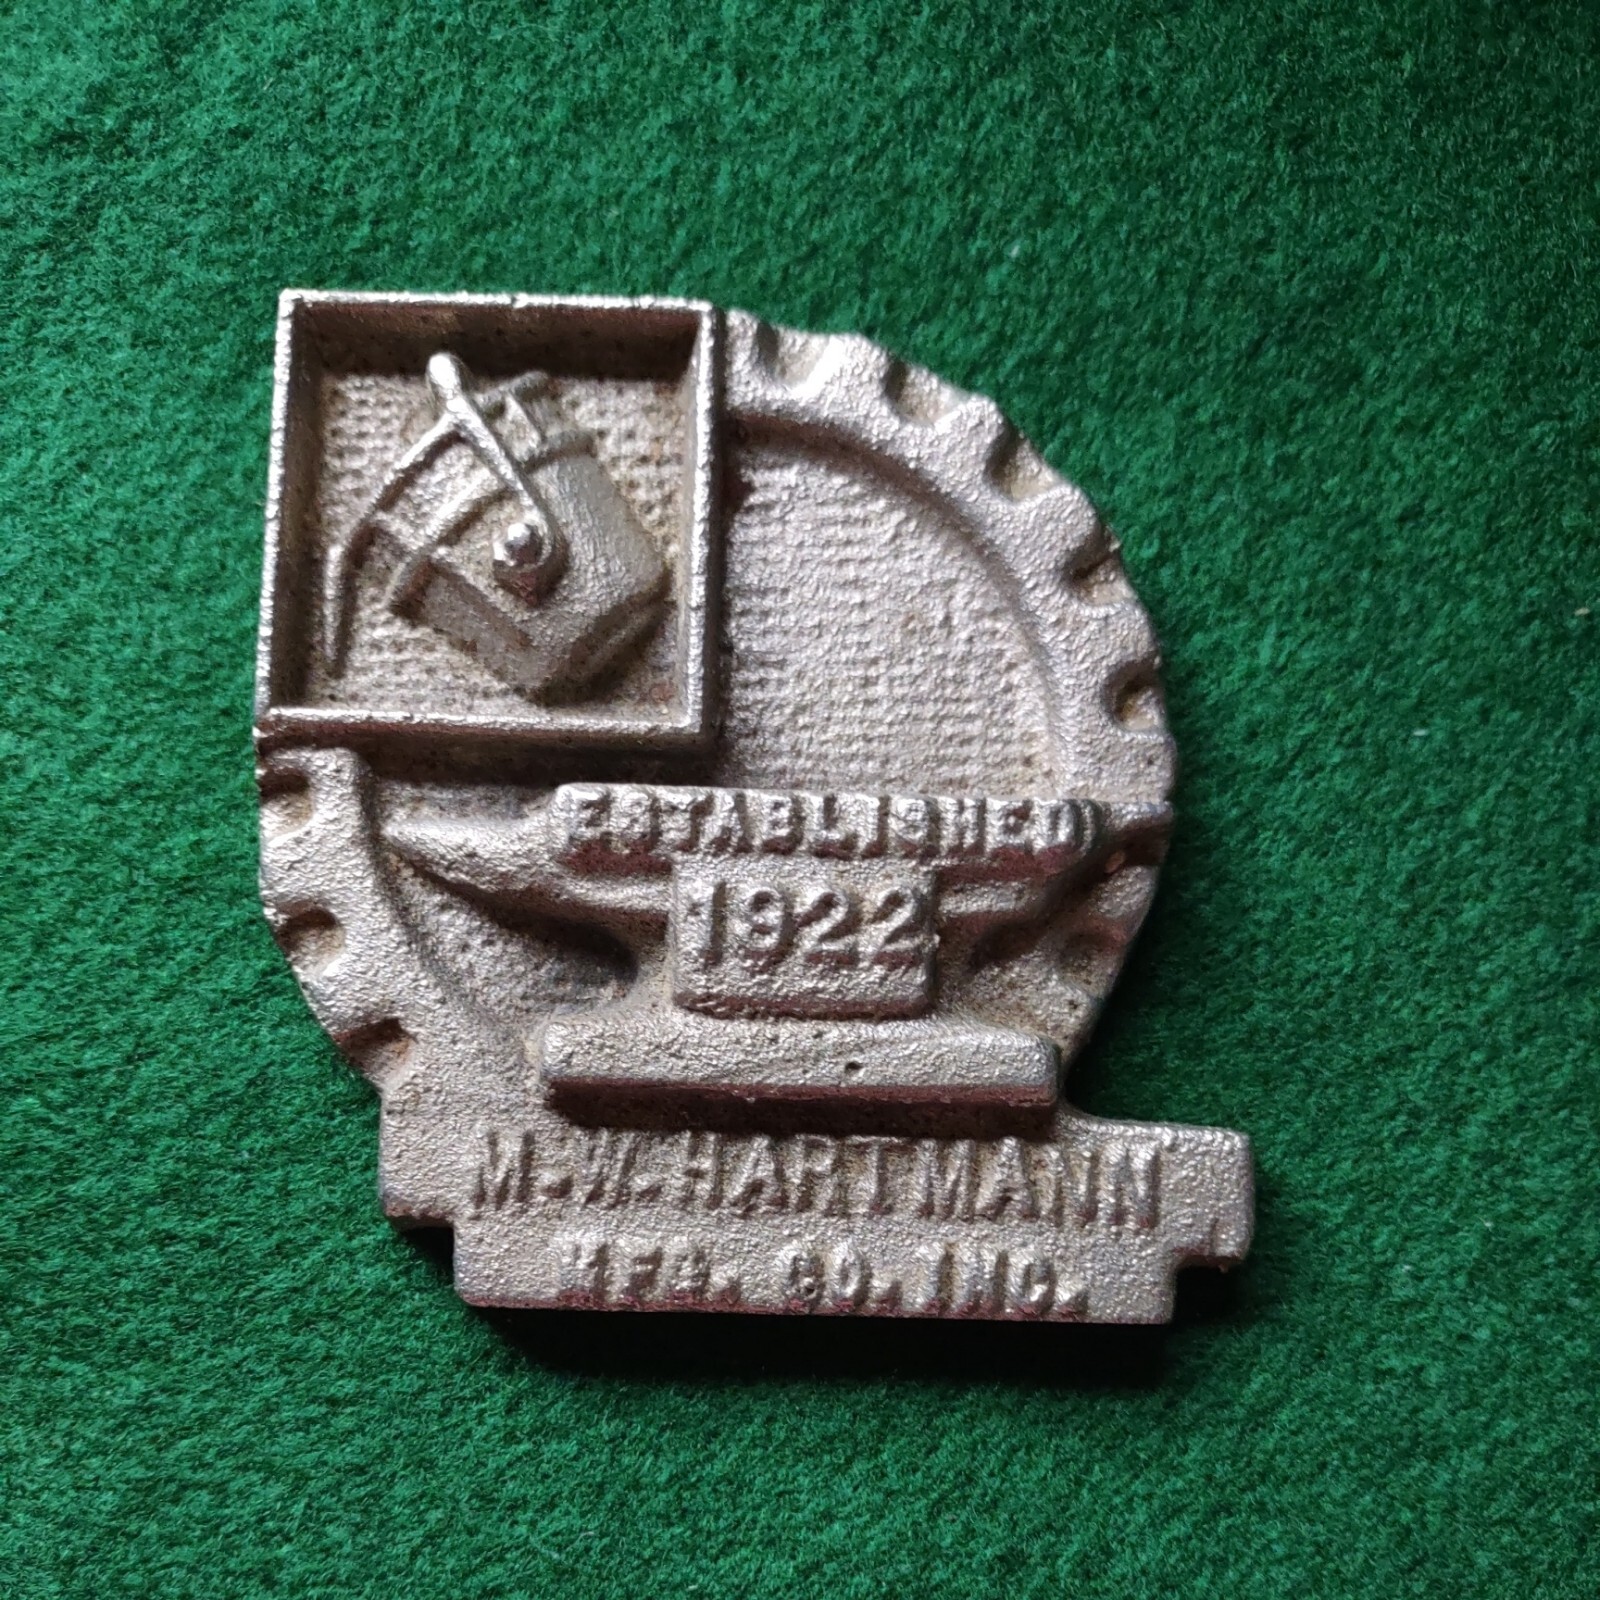 ESTABLISHED
1922
M-W-HARTMANN
MFG. CO. INC.